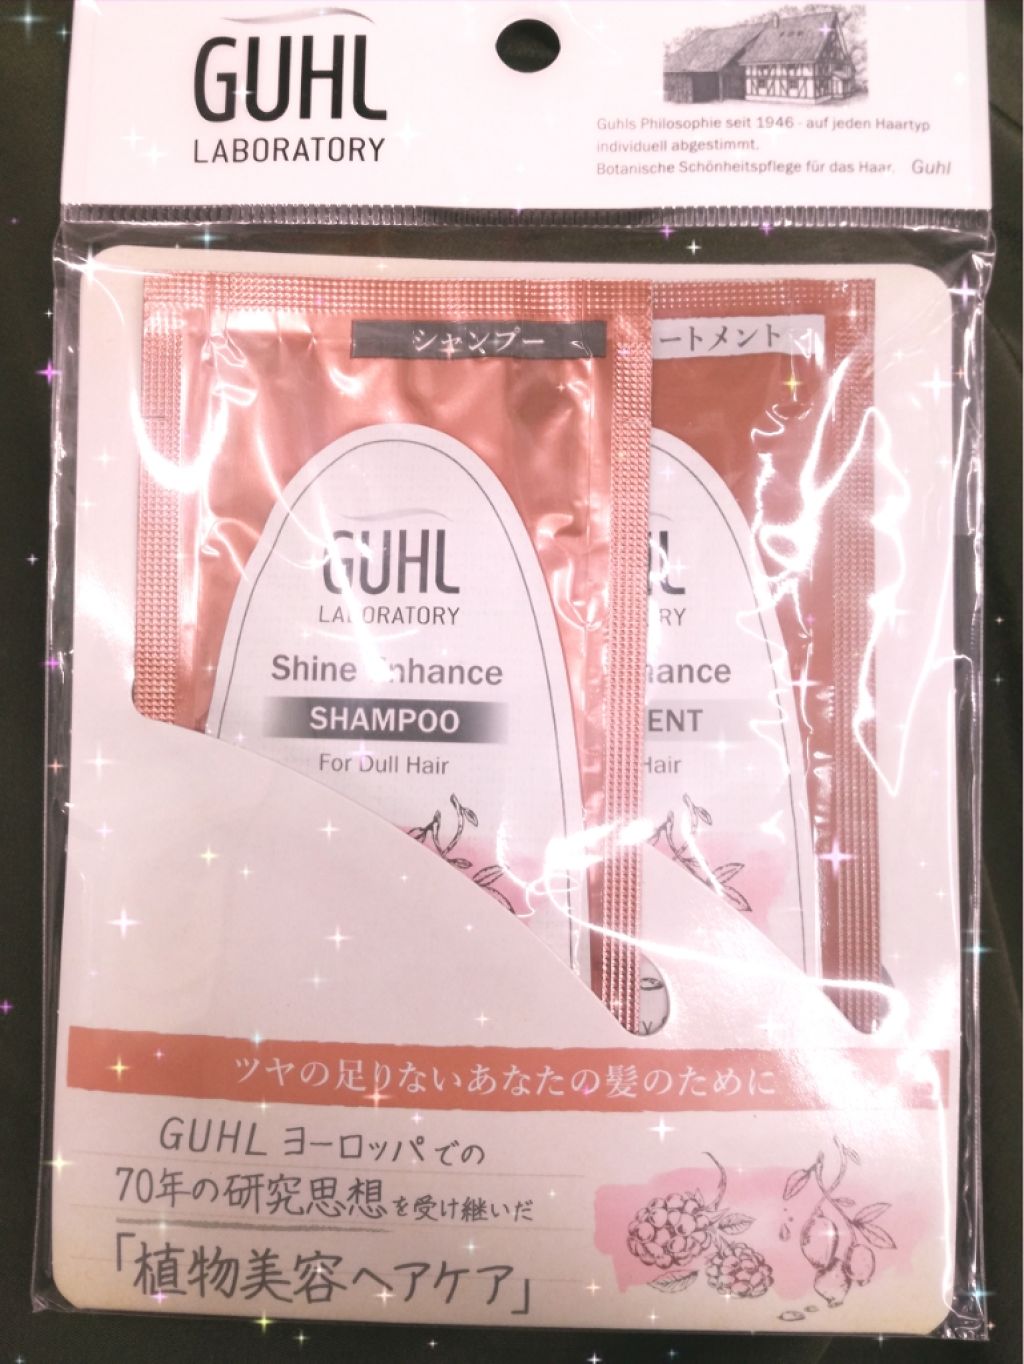 GUHL
LABORATORY
Guhls Philosophie seit 1946 - auf jeden Haartyp
individuell abgestimmt.
Botanische Schönheitspflege für das Haar. Guhl
シャンプー
ートメント
GUHL
LABORATORY
Shine Enhance
SHAMPOO
For Dull Hair
HL
RY
ance
ENT
Hair
ツヤの足りないあなたの髪のために
GUHL ヨーロッパでの
70年の研究思想を受け継いだ
「植物美容ヘアケア」